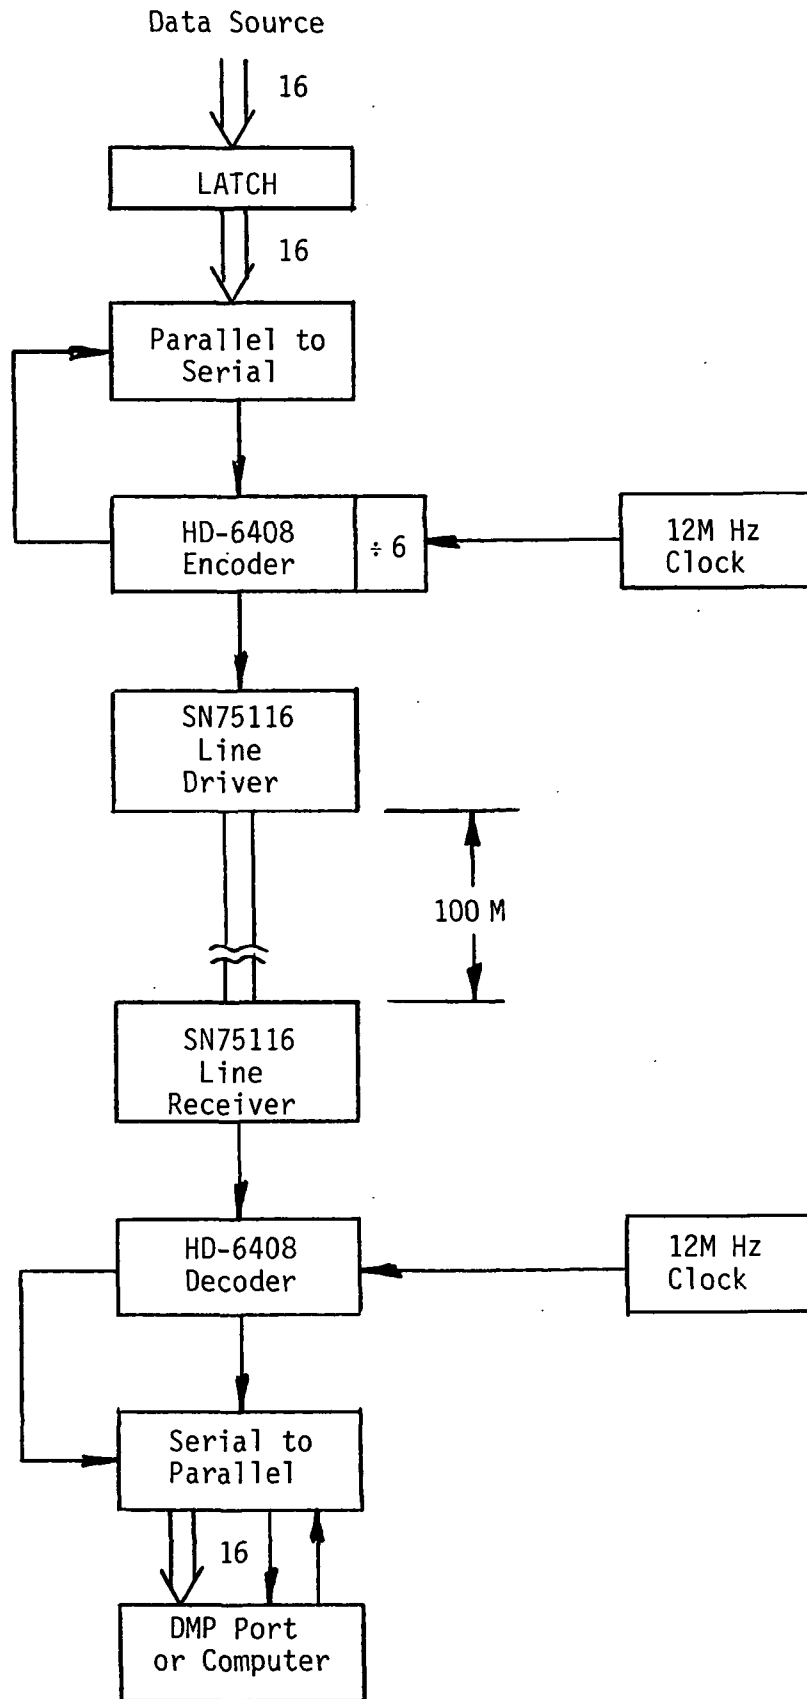 Data Source
16
LATCH
16
Parallel to
Serial
HD-6408
Encoder
÷ 6
12M Hz
Clock
SN75116
Line
Driver
100 M
SN75116
Line
Receiver
HD-6408
Decoder
12M Hz
Clock
Serial to
Parallel
16
DMP Port
or Computer